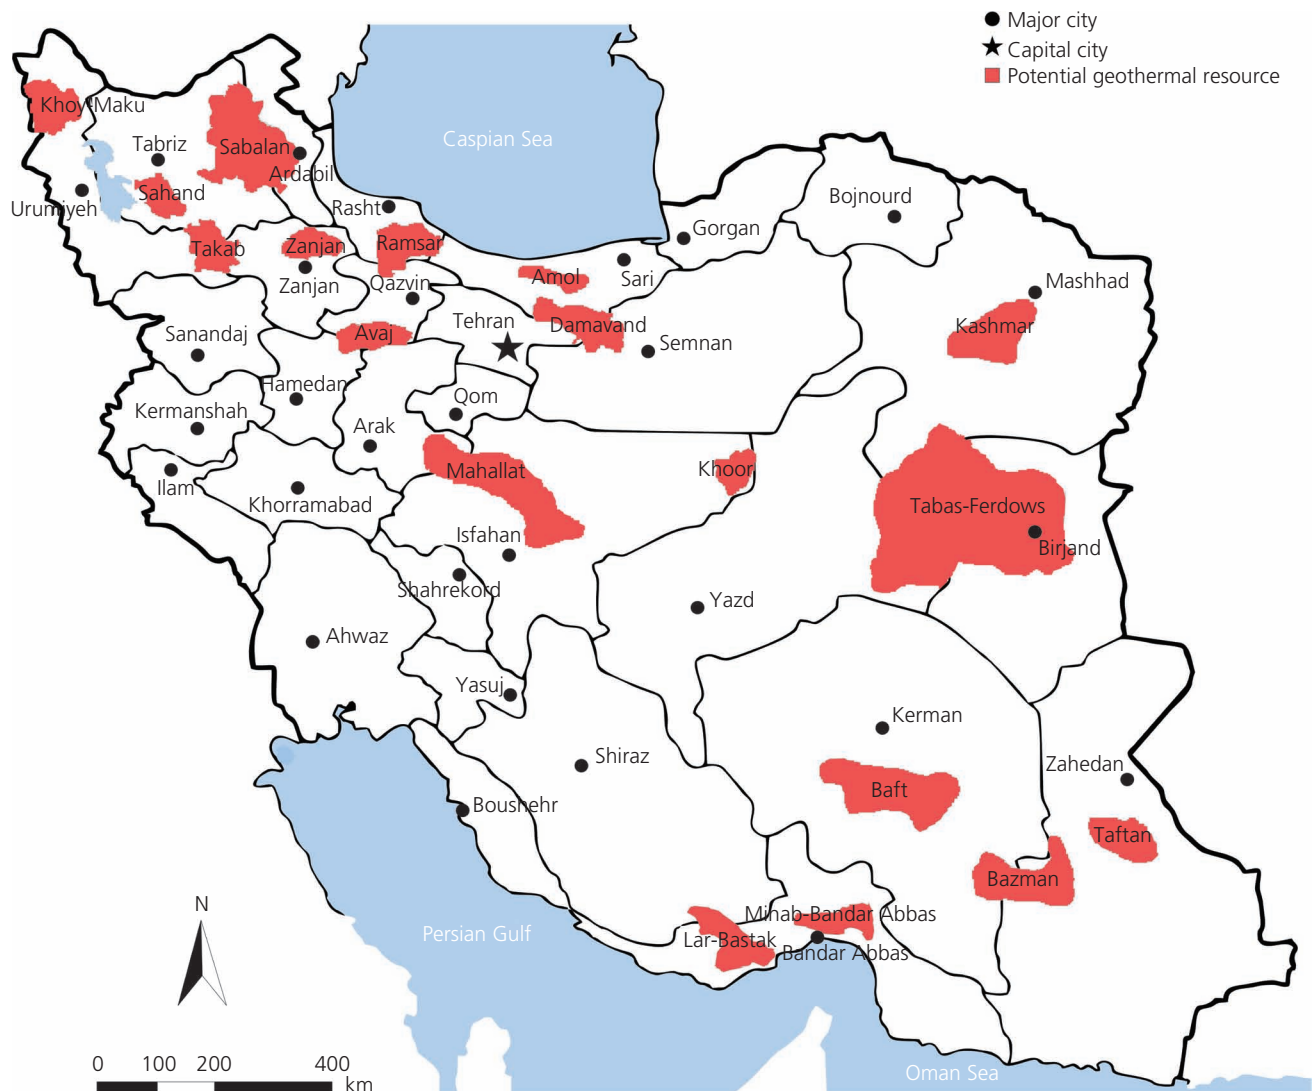 Major city
Capital city
Potential geothermal resource
Khoy-Maku
Caspian Sea
Tabriz
Sabalan
Ardabil
Sahand
Urumiyeh
Rasht
Bojnourd
Gorgan
Takab
Zanjan
Ramsar
Zanjan
Qazvin
Amol
Sari
Mashhad
Sanandaj
Avaj
Tehran
Damavand
Semnan
Kashmar
Hamedan
Qom
Kermanshah
Arak
Mahallat
Khoor
Ilam
Khorramabad
Tabas-Ferdows
Isfahan
Birjand
Shahrekord
Yazd
Ahwaz
Yasuj
Kerman
Shiraz
Zahedan
Baft
Boushehr
Taftan
Bazman
N
Mihab-Bandar Abbas
Persian Gulf
Lar-Bastak
Bandar Abbas
0 100 200 400
km
Oman Sea